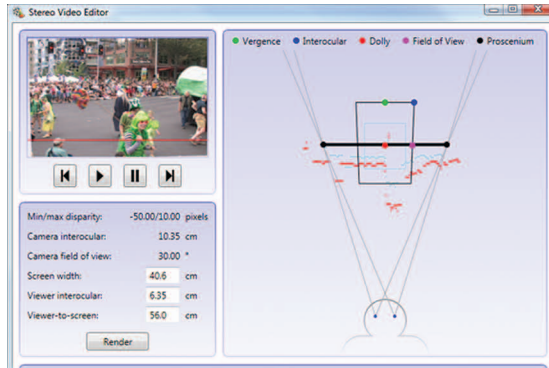 Stereo Video Editor
Vergence Interocular Dolly Field of View Proscenium
Min/max disparity: -50.00/10.00 pixels
Camera interocular: 10.35 cm
Camera field of view: 30.00 °
Screen width: 40.6 cm
Viewer interocular: 6.35 cm
Viewer-to-screen: 56.0 cm
Render